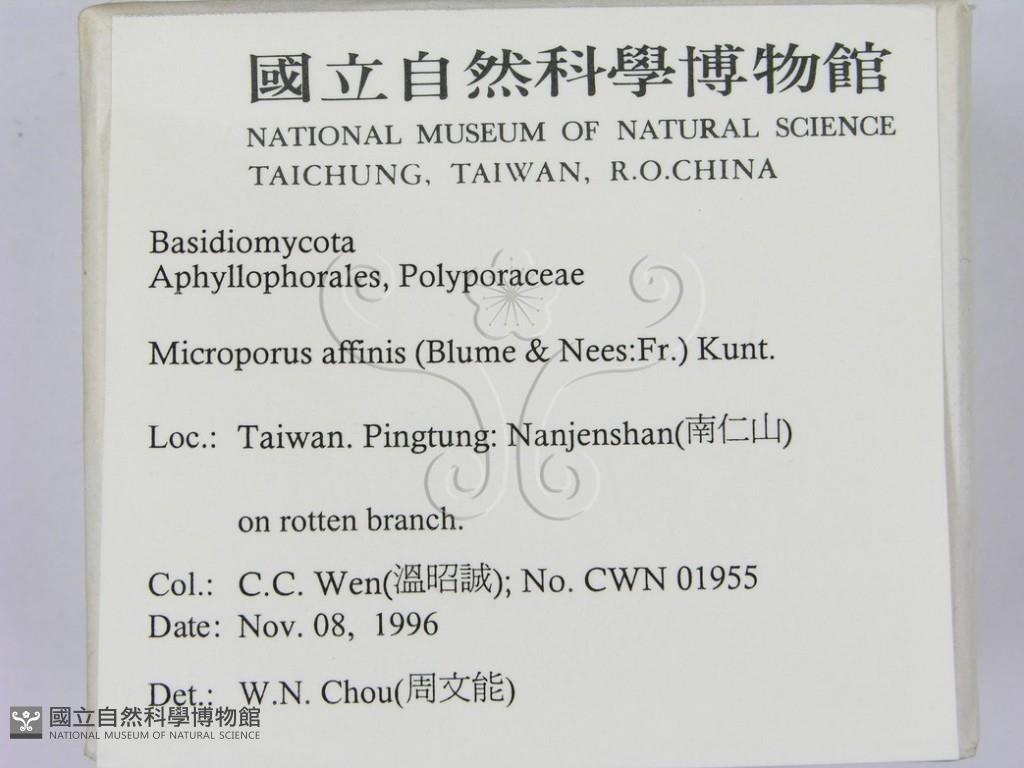 國立自然科學博物館
NATIONAL MUSEUM OF NATURAL SCIENCE
TAICHUNG, TAIWAN, R.O.CHINA
Basidiomycota
Aphyllophorales, Polyporaceae
Microporus affinis (Blume & Nees:Fr.) Kunt.
Loc.: Taiwan. Pingtung: Nanjenshan(南仁山)
on rotten branch.
Col.: C.C. Wen(溫昭誠); No. CWN 01955
Date: Nov. 08, 1996
Det.: W.N. Chou(周文能)
國立自然科學博物館
NATIONAL MUSEUM OF NATURAL SCIENCE